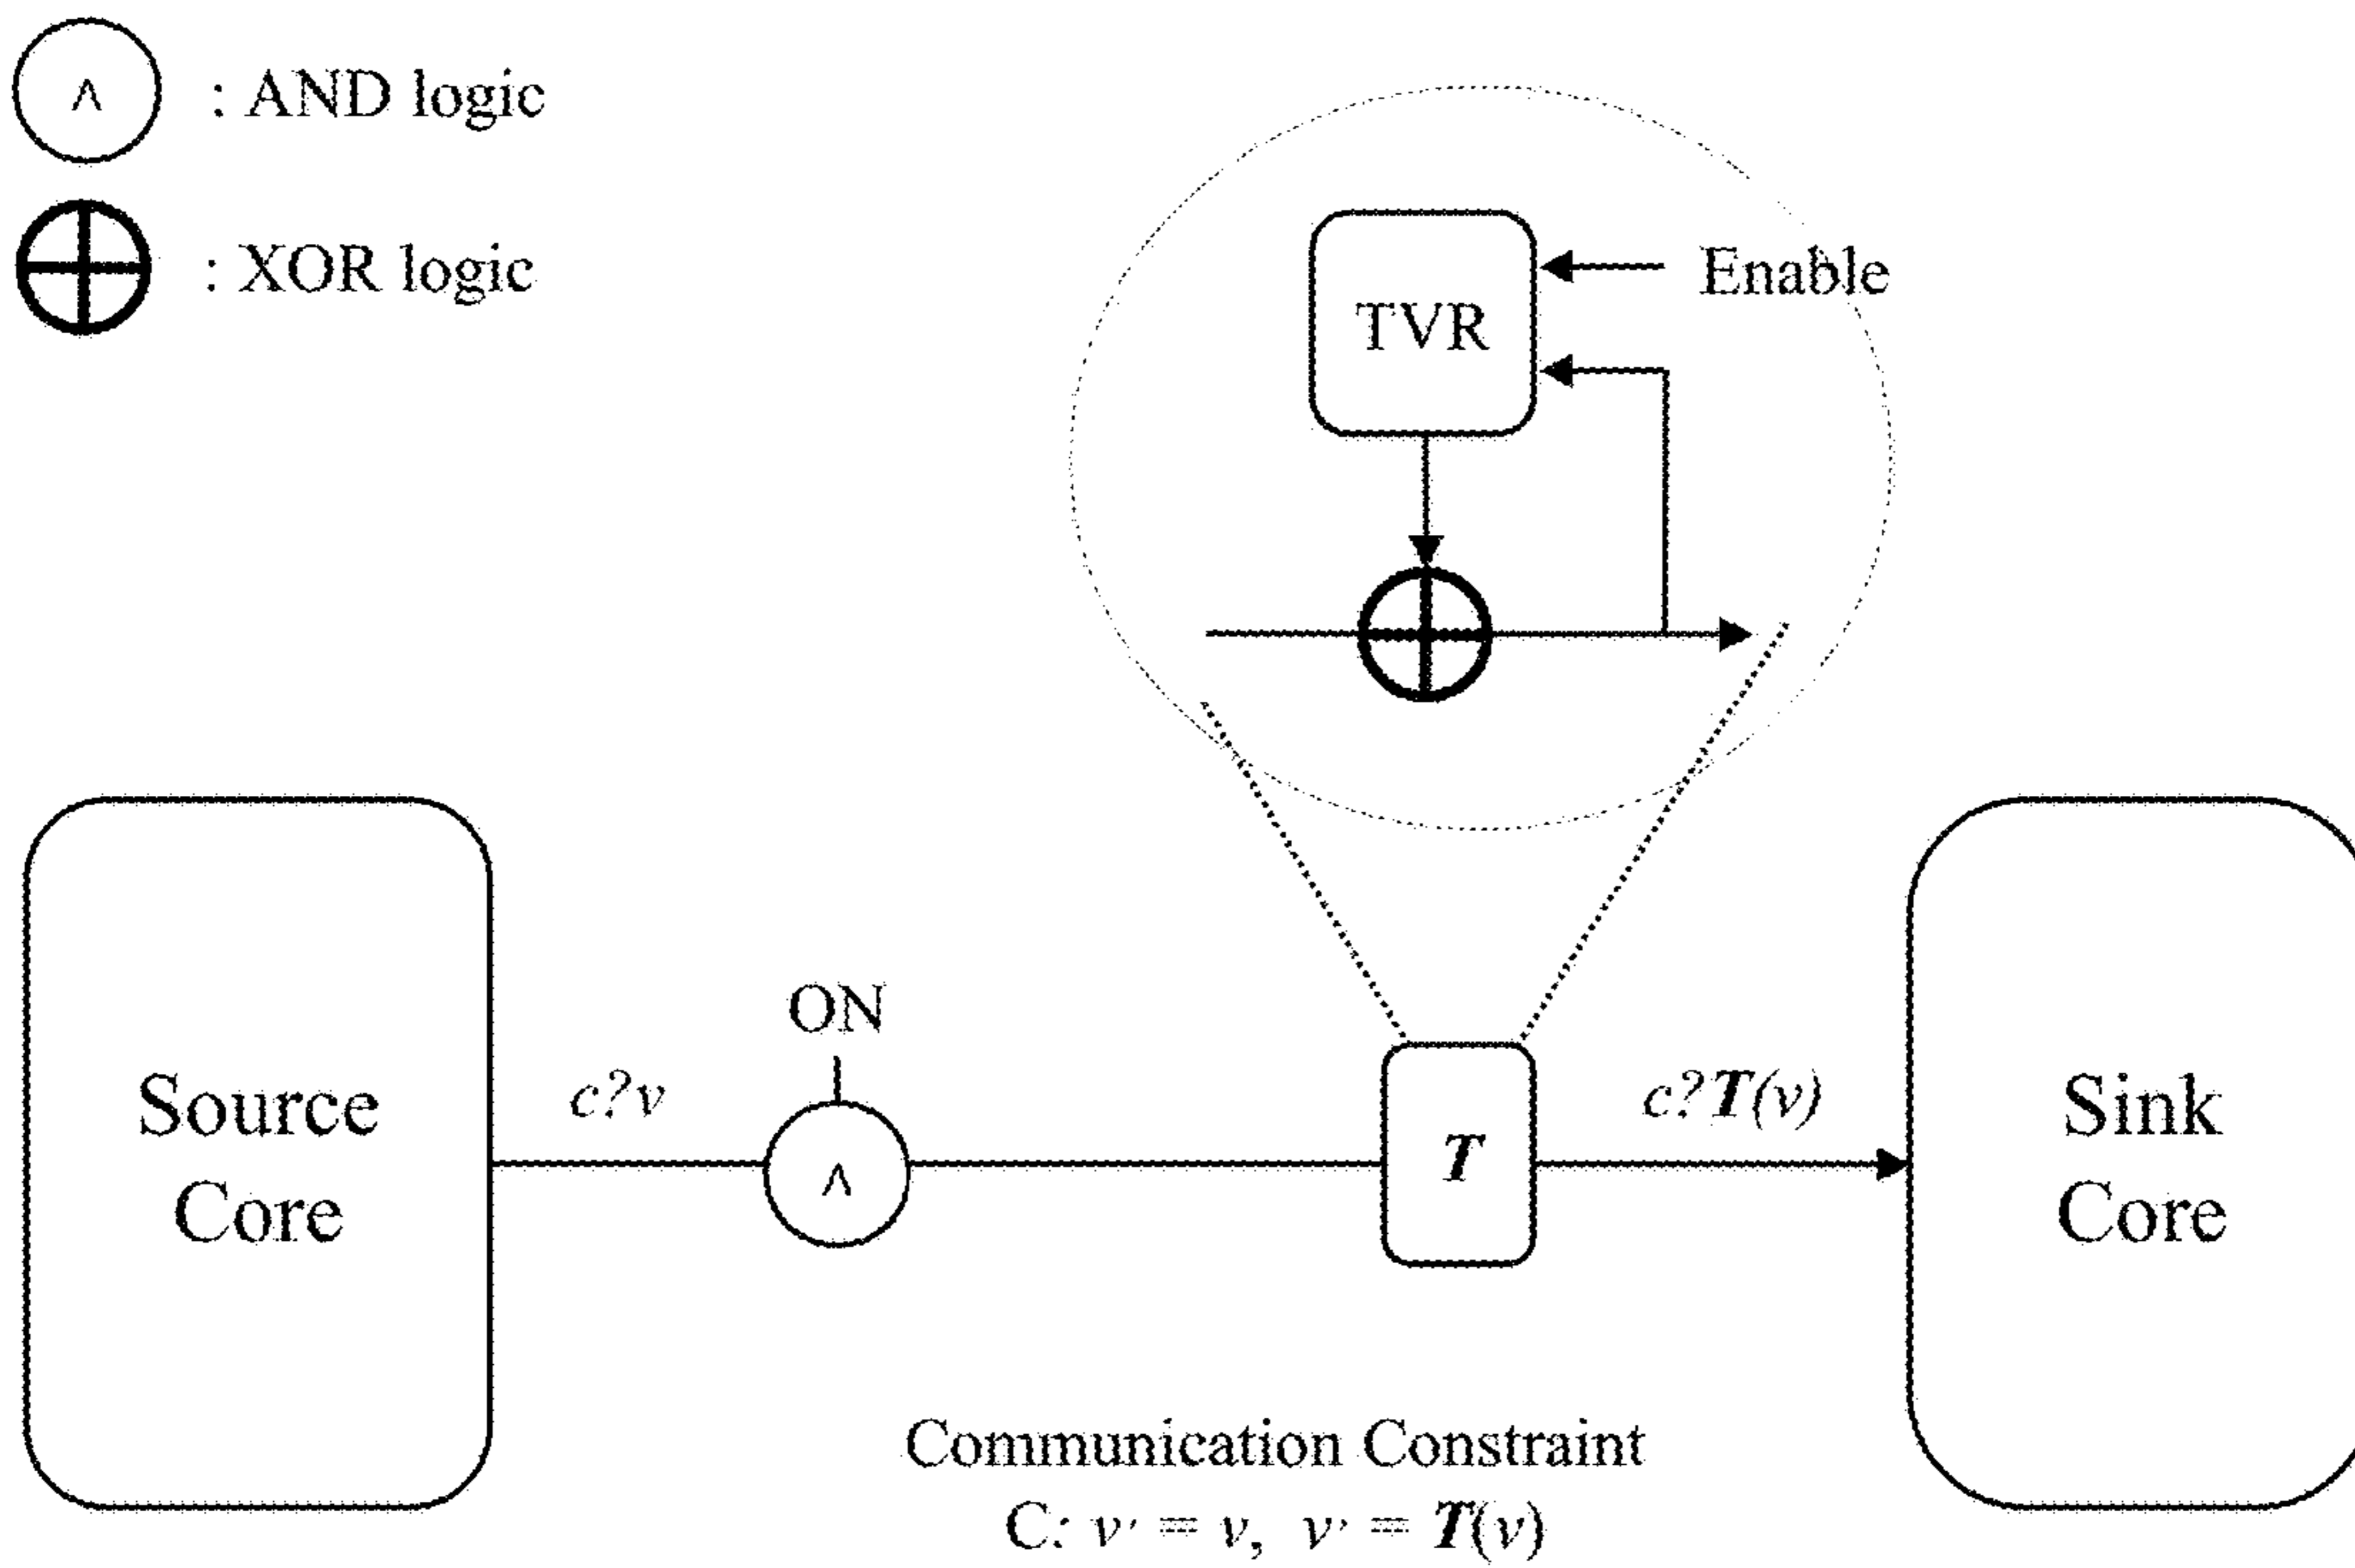 ∧ : AND logic
: XOR logic
Enable
TVR
ON
c?v
c?T(v)
Source
Core
∧
T
Sink
Core
Communication Constraint
C: v' = v, v' = T(v)